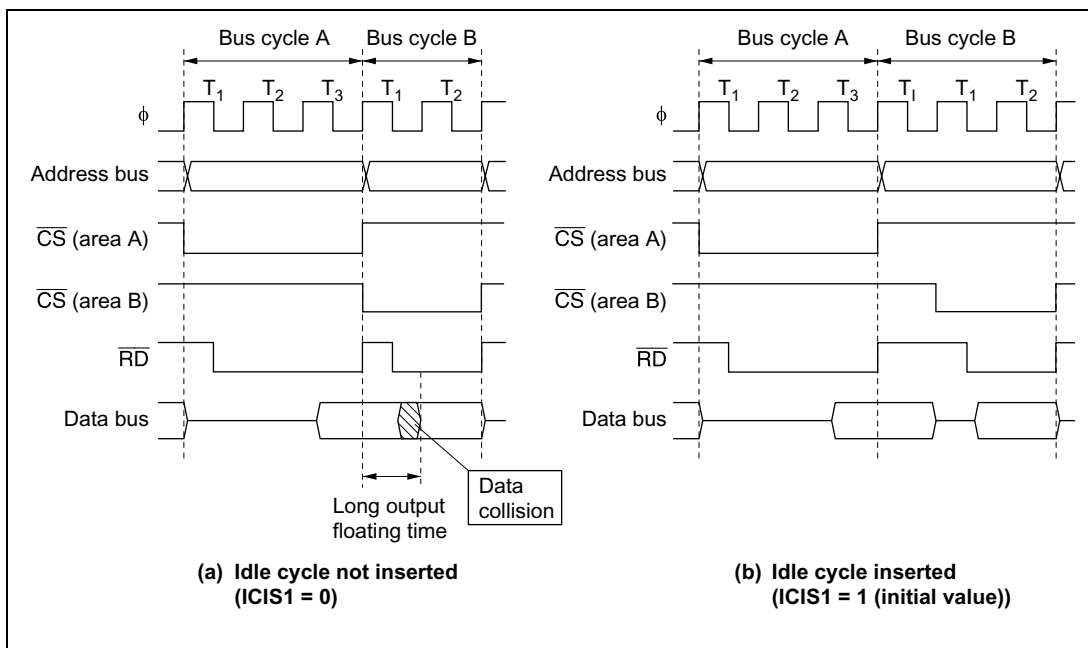 Bus cycle A Bus cycle B
T1 T2 T3 T1 T2
ϕ
Address bus
CS (area A)
CS (area B)
RD
Data bus
Long output
floating time
Data
collision
(a) Idle cycle not inserted
(ICIS1 = 0)
Bus cycle A Bus cycle B
T1 T2 T3 TI T1 T2
ϕ
Address bus
CS (area A)
CS (area B)
RD
Data bus
(b) Idle cycle inserted
(ICIS1 = 1 (initial value))